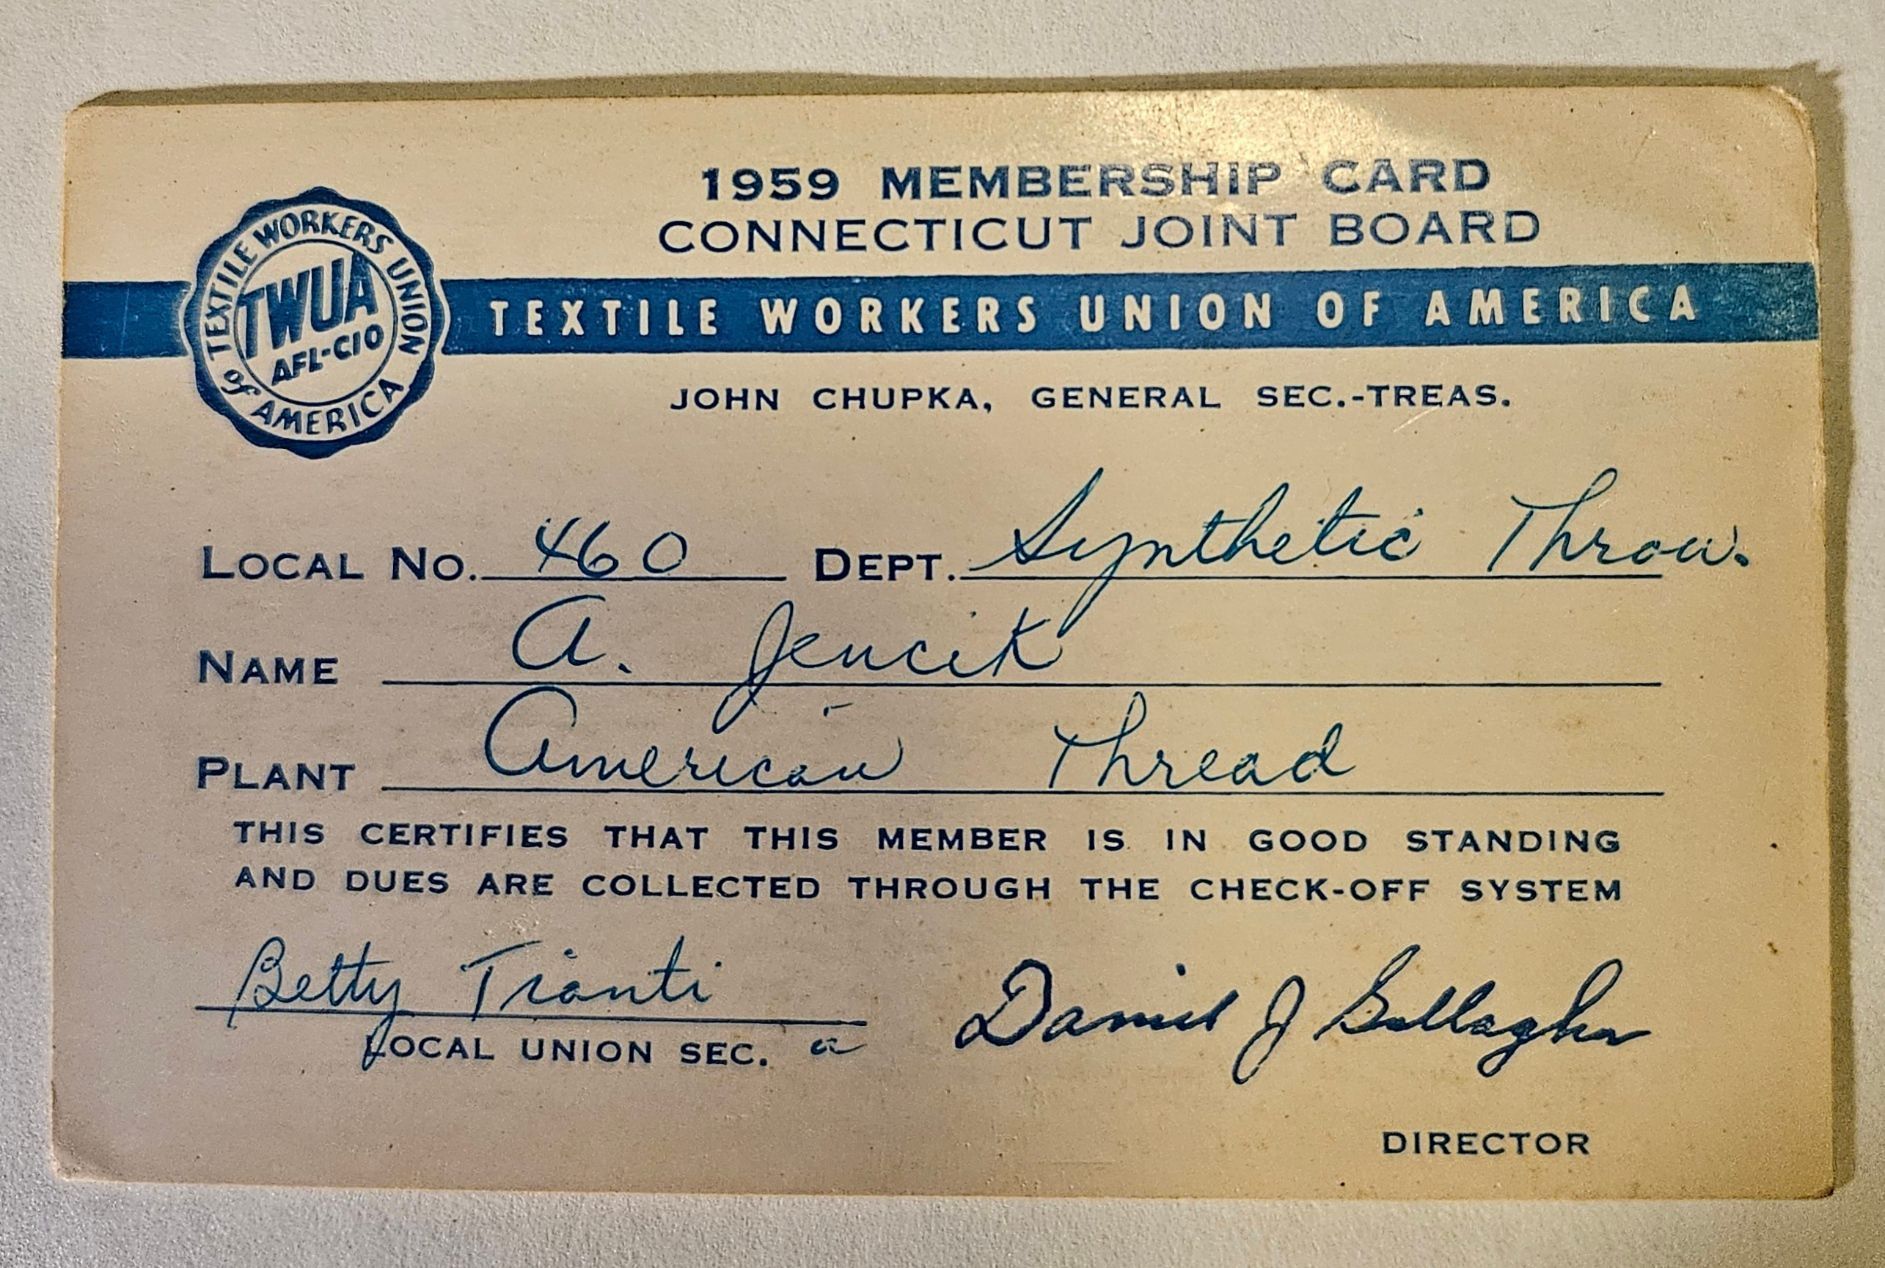 1959 MEMBERSHIP CARD
CONNECTICUT JOINT BOARD
TEXTILE WORKERS UNION OF AMERICA
TWUA
AFL-CIO
TEXTILE WORKERS UNION OF AMERICA
JOHN CHUPKA, GENERAL SEC.-TREAS.
LOCAL NO. 460 DEPT. Synthetic Throw.
NAME A. Jencik
PLANT American Thread
THIS CERTIFIES THAT THIS MEMBER IS IN GOOD STANDING
AND DUES ARE COLLECTED THROUGH THE CHECK-OFF SYSTEM
Betty Tianti Daniel J Gallagher
LOCAL UNION SEC. a
DIRECTOR